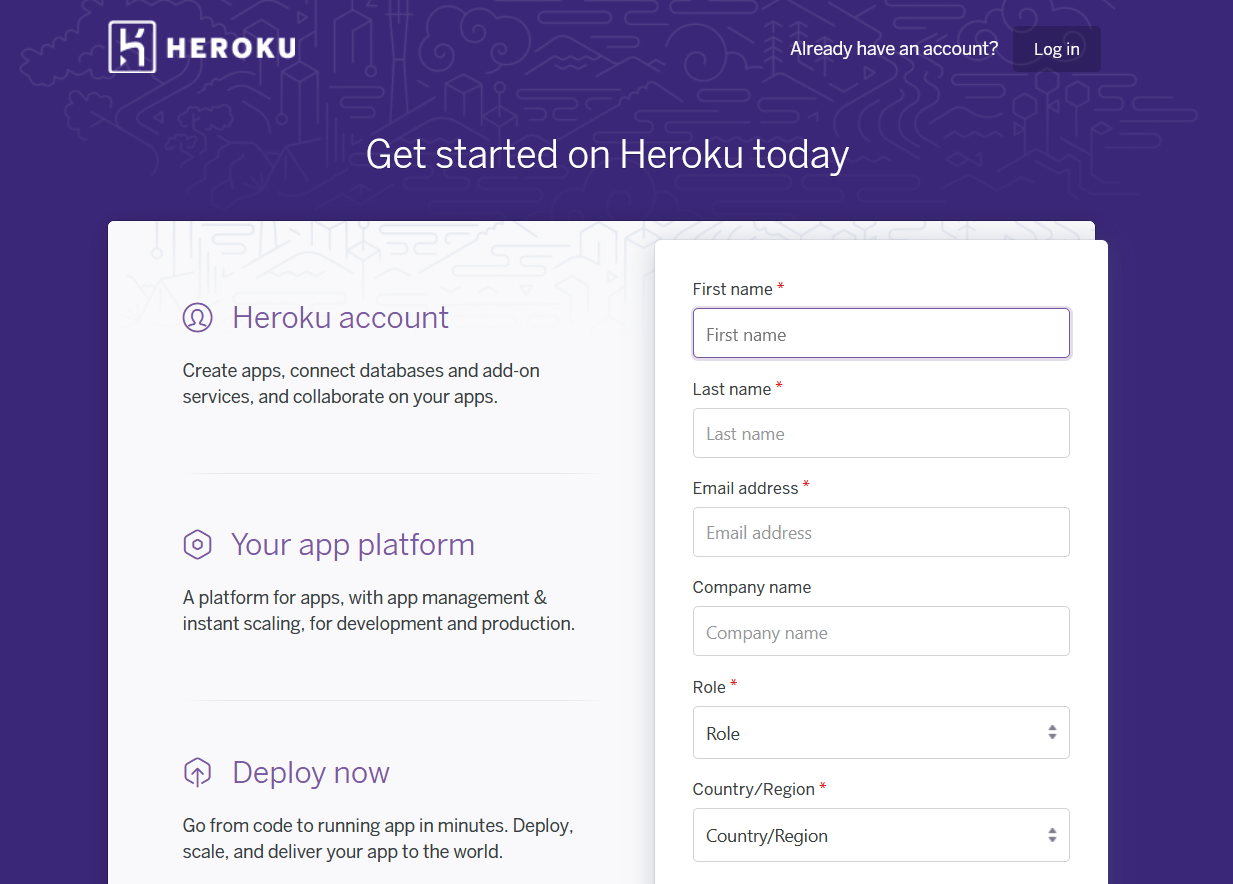 HEROKU
Already have an account?
Log in
Get started on Heroku today
Heroku account
Create apps, connect databases and add-on
services, and collaborate on your apps.
Your app platform
A platform for apps, with app management &
instant scaling, for development and production.
Deploy now
Go from code to running app in minutes. Deploy,
scale, and deliver your app to the world.
First name *
First name
Last name *
Last name
Email address *
Email address
Company name
Company name
Role *
Role
Country/Region *
Country/Region